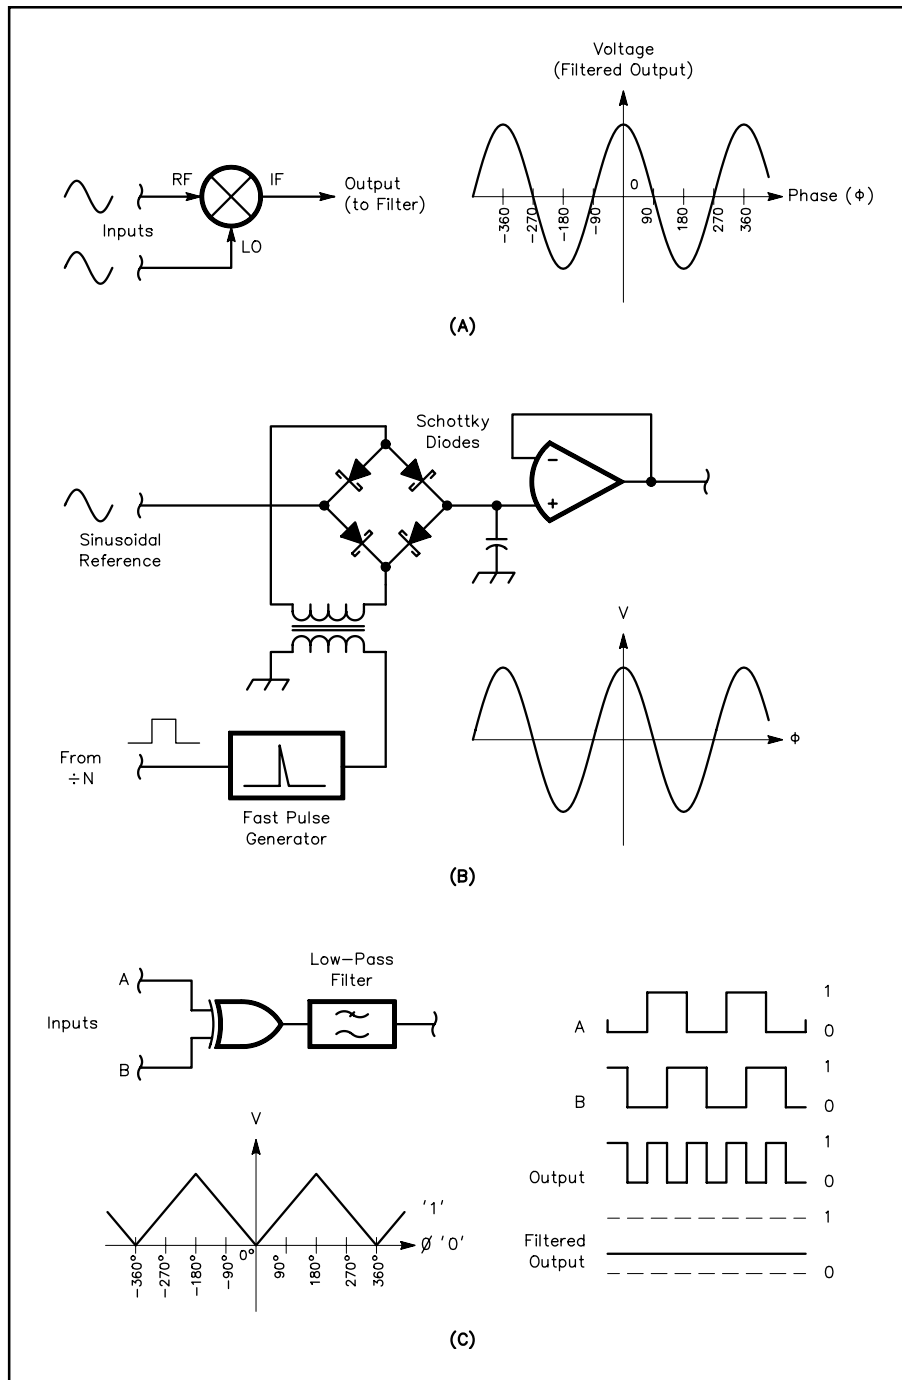 Voltage
(Filtered Output)
RF
IF
Output
(to Filter)
Inputs
LO
0
Phase (ϕ)
-360
-270
-180
-90
90
180
270
360
(A)
Schottky
Diodes
−
+
Sinusoidal
Reference
V
ϕ
From
÷N
Fast Pulse
Generator
(B)
Low-Pass
Filter
A
Inputs
B
V
'1'
Ø '0'
0°
-360°
-270°
-180°
-90°
90°
180°
270°
360°
A
1
0
B
1
0
Output
1
0
Filtered
Output
1
0
(C)